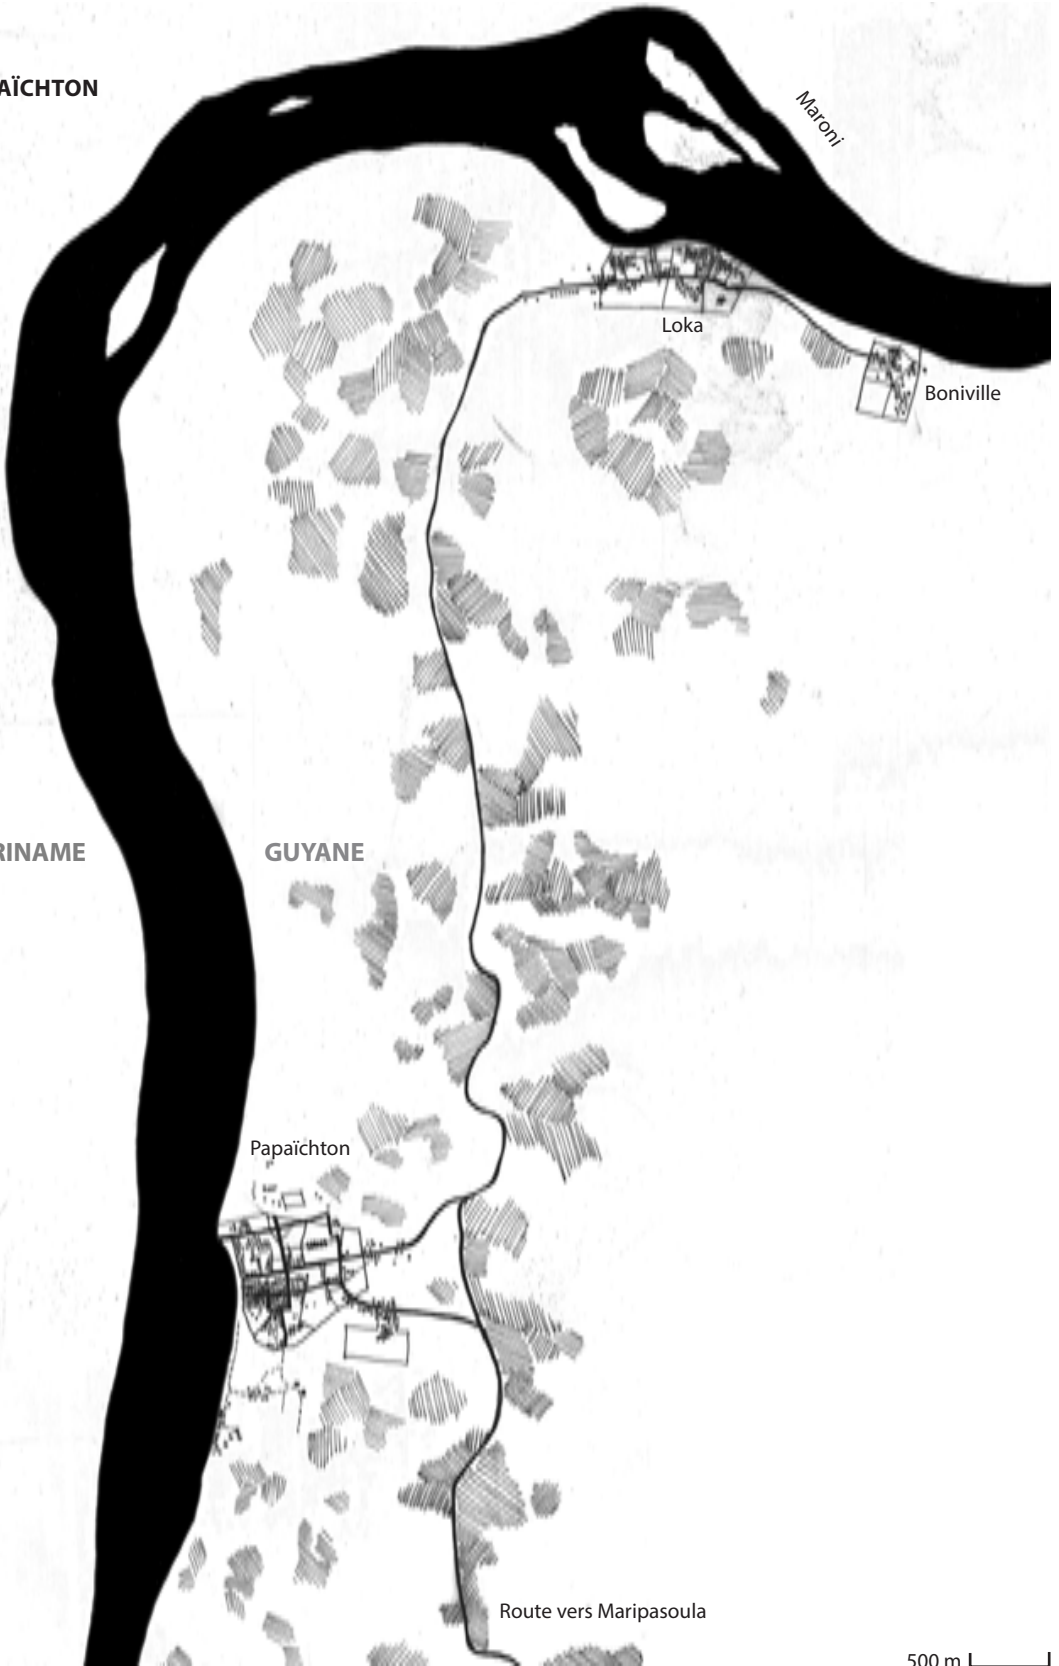 AÏCHTON
Maroni
Loka
Boniville
RINAME
GUYANE
Papaïchton
Route vers Maripasoula
500 m